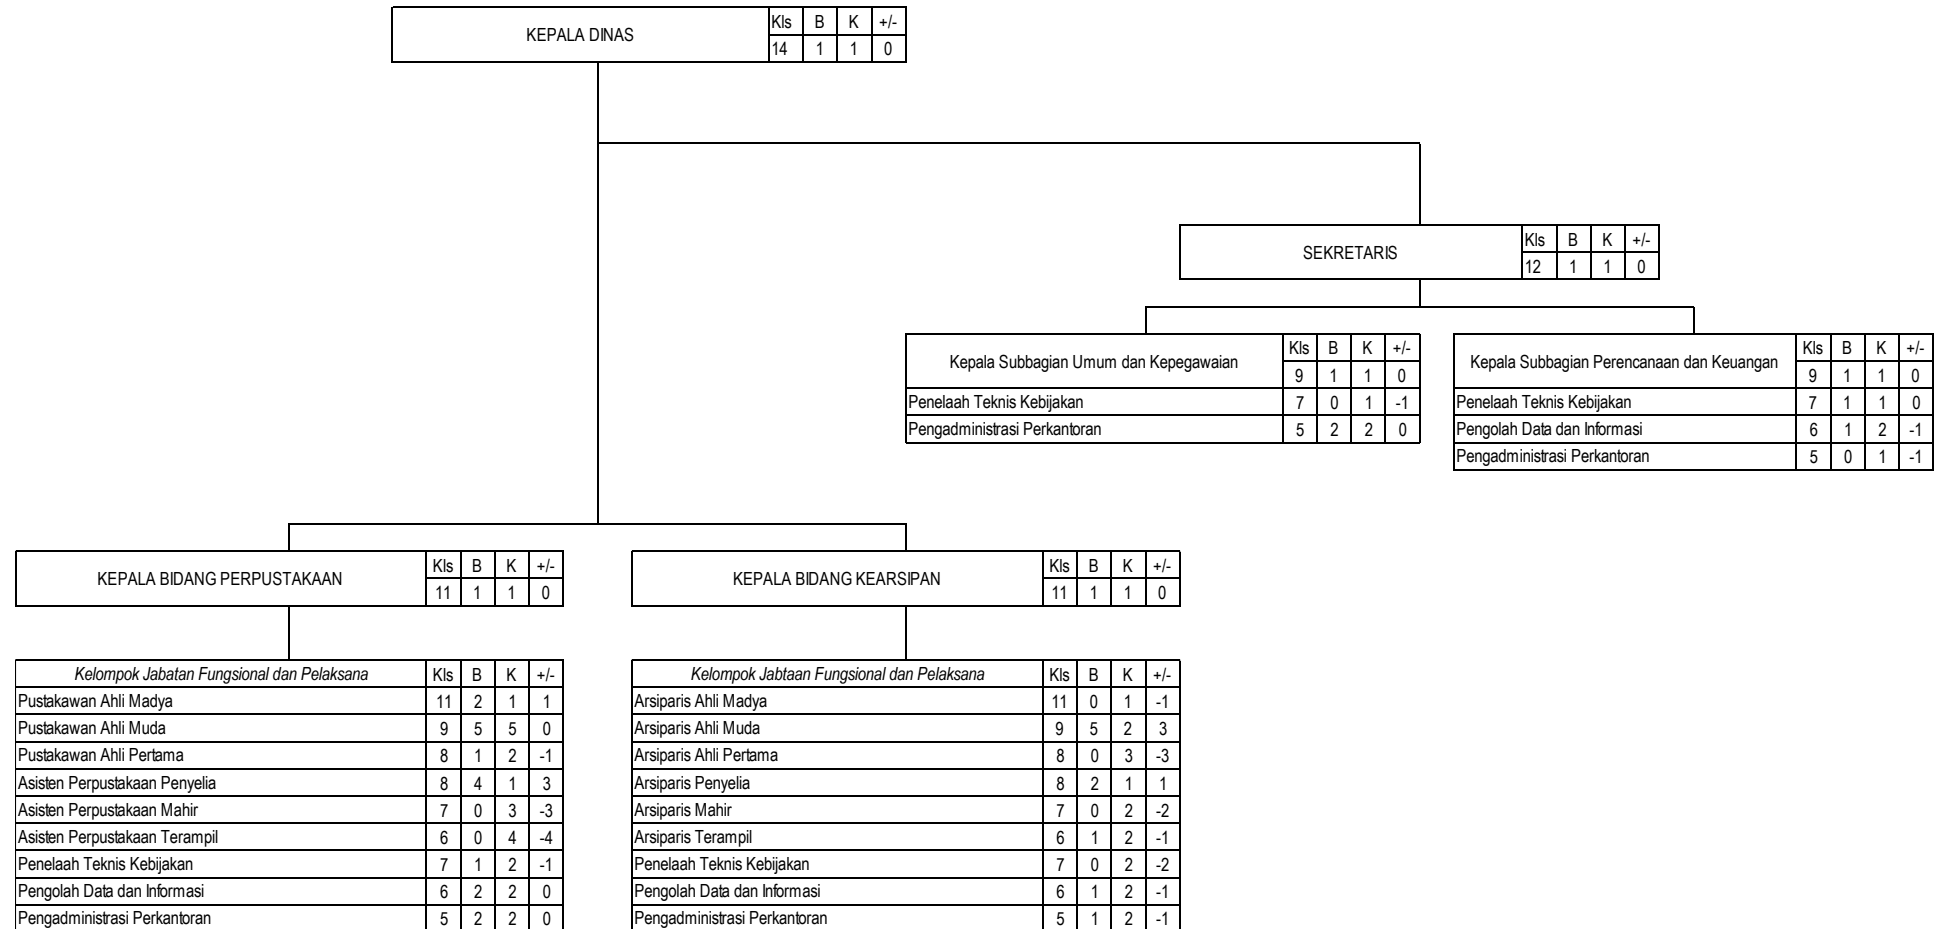 KEPALA DINAS Kls B K +/-
14 1 1 0
SEKRETARIS Kls B K +/-
12 1 1 0
Kepala Subbagian Umum dan Kepegawaian Kls B K +/-
9 1 1 0
Penelaah Teknis Kebijakan 7 0 1 -1
Pengadministrasi Perkantoran 5 2 2 0
Kepala Subbagian Perencanaan dan Keuangan Kls B K +/-
9 1 1 0
Penelaah Teknis Kebijakan 7 1 1 0
Pengolah Data dan Informasi 6 1 2 -1
Pengadministrasi Perkantoran 5 0 1 -1
KEPALA BIDANG PERPUSTAKAAN Kls B K +/-
11 1 1 0
Kelompok Jabatan Fungsional dan Pelaksana Kls B K +/-
Pustakawan Ahli Madya 11 2 1 1
Pustakawan Ahli Muda 9 5 5 0
Pustakawan Ahli Pertama 8 1 2 -1
Asisten Perpustakaan Penyelia 8 4 1 3
Asisten Perpustakaan Mahir 7 0 3 -3
Asisten Perpustakaan Terampil 6 0 4 -4
Penelaah Teknis Kebijakan 7 1 2 -1
Pengolah Data dan Informasi 6 2 2 0
Pengadministrasi Perkantoran 5 2 2 0
KEPALA BIDANG KEARSIPAN Kls B K +/-
11 1 1 0
Kelompok Jabtaan Fungsional dan Pelaksana Kls B K +/-
Arsiparis Ahli Madya 11 0 1 -1
Arsiparis Ahli Muda 9 5 2 3
Arsiparis Ahli Pertama 8 0 3 -3
Arsiparis Penyelia 8 2 1 1
Arsiparis Mahir 7 0 2 -2
Arsiparis Terampil 6 1 2 -1
Penelaah Teknis Kebijakan 7 0 2 -2
Pengolah Data dan Informasi 6 1 2 -1
Pengadministrasi Perkantoran 5 1 2 -1